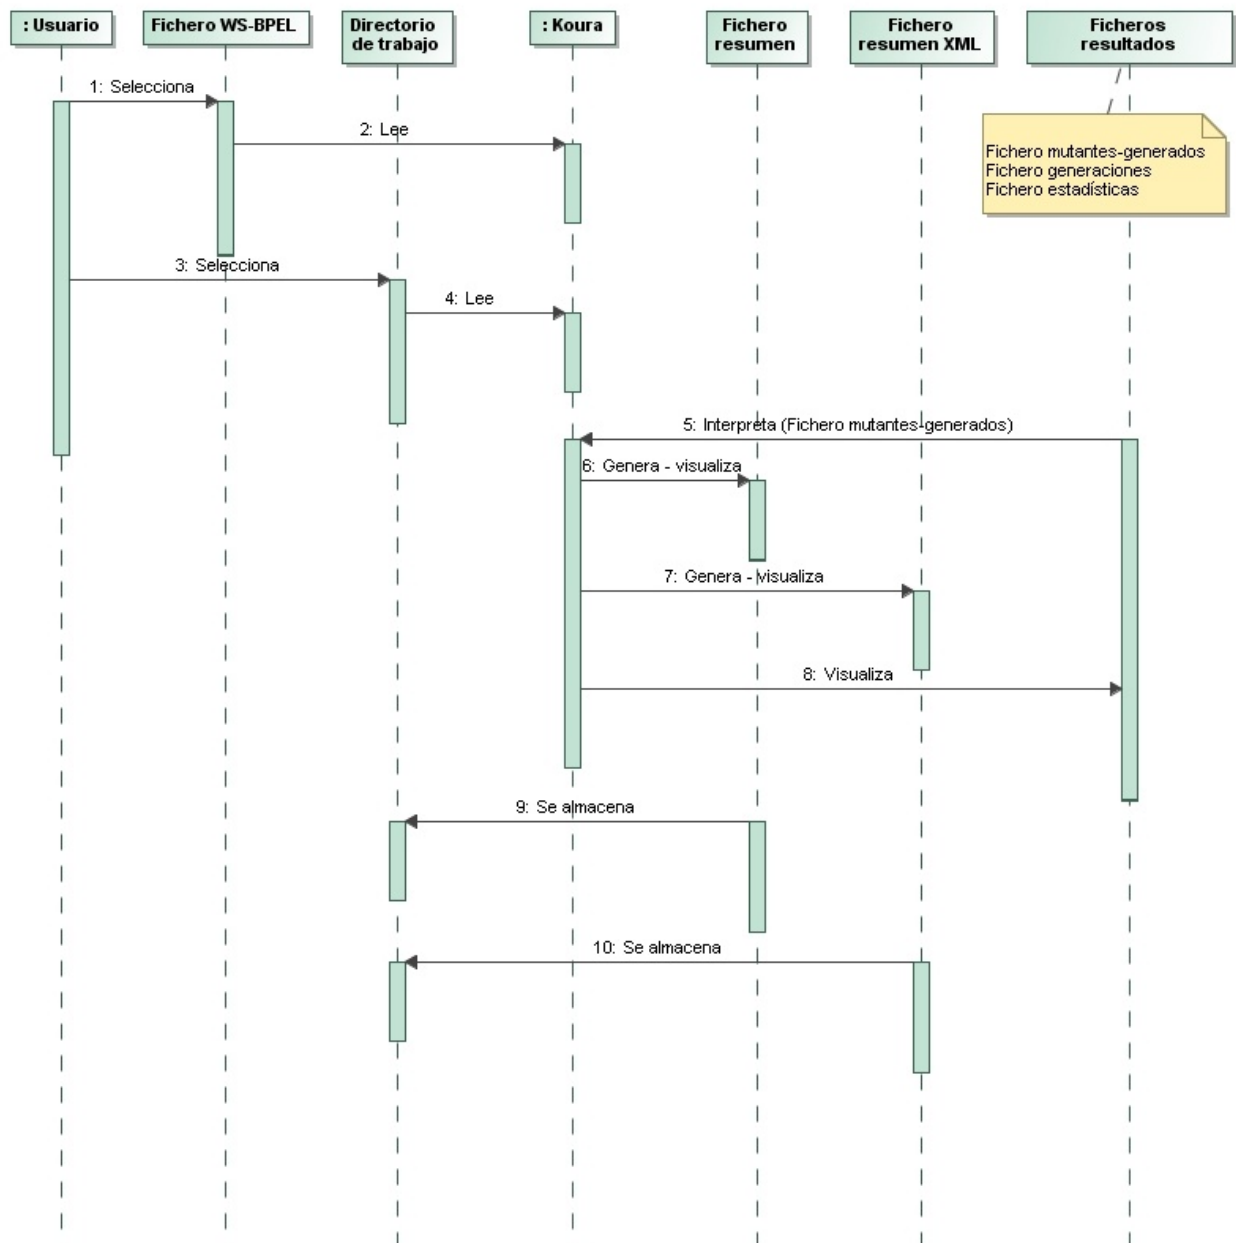 : Usuario
Fichero WS-BPEL
Directorio
de trabajo
: Koura
Fichero
resumen
Fichero
resumen XML
Ficheros
resultados
1: Selecciona
2: Lee
Fichero mutantes-generados
Fichero generaciones
Fichero estadísticas
3: Selecciona
4: Lee
5: Interpreta (Fichero mutantes-generados)
6: Genera - visualiza
7: Genera - visualiza
8: Visualiza
9: Se almacena
10: Se almacena